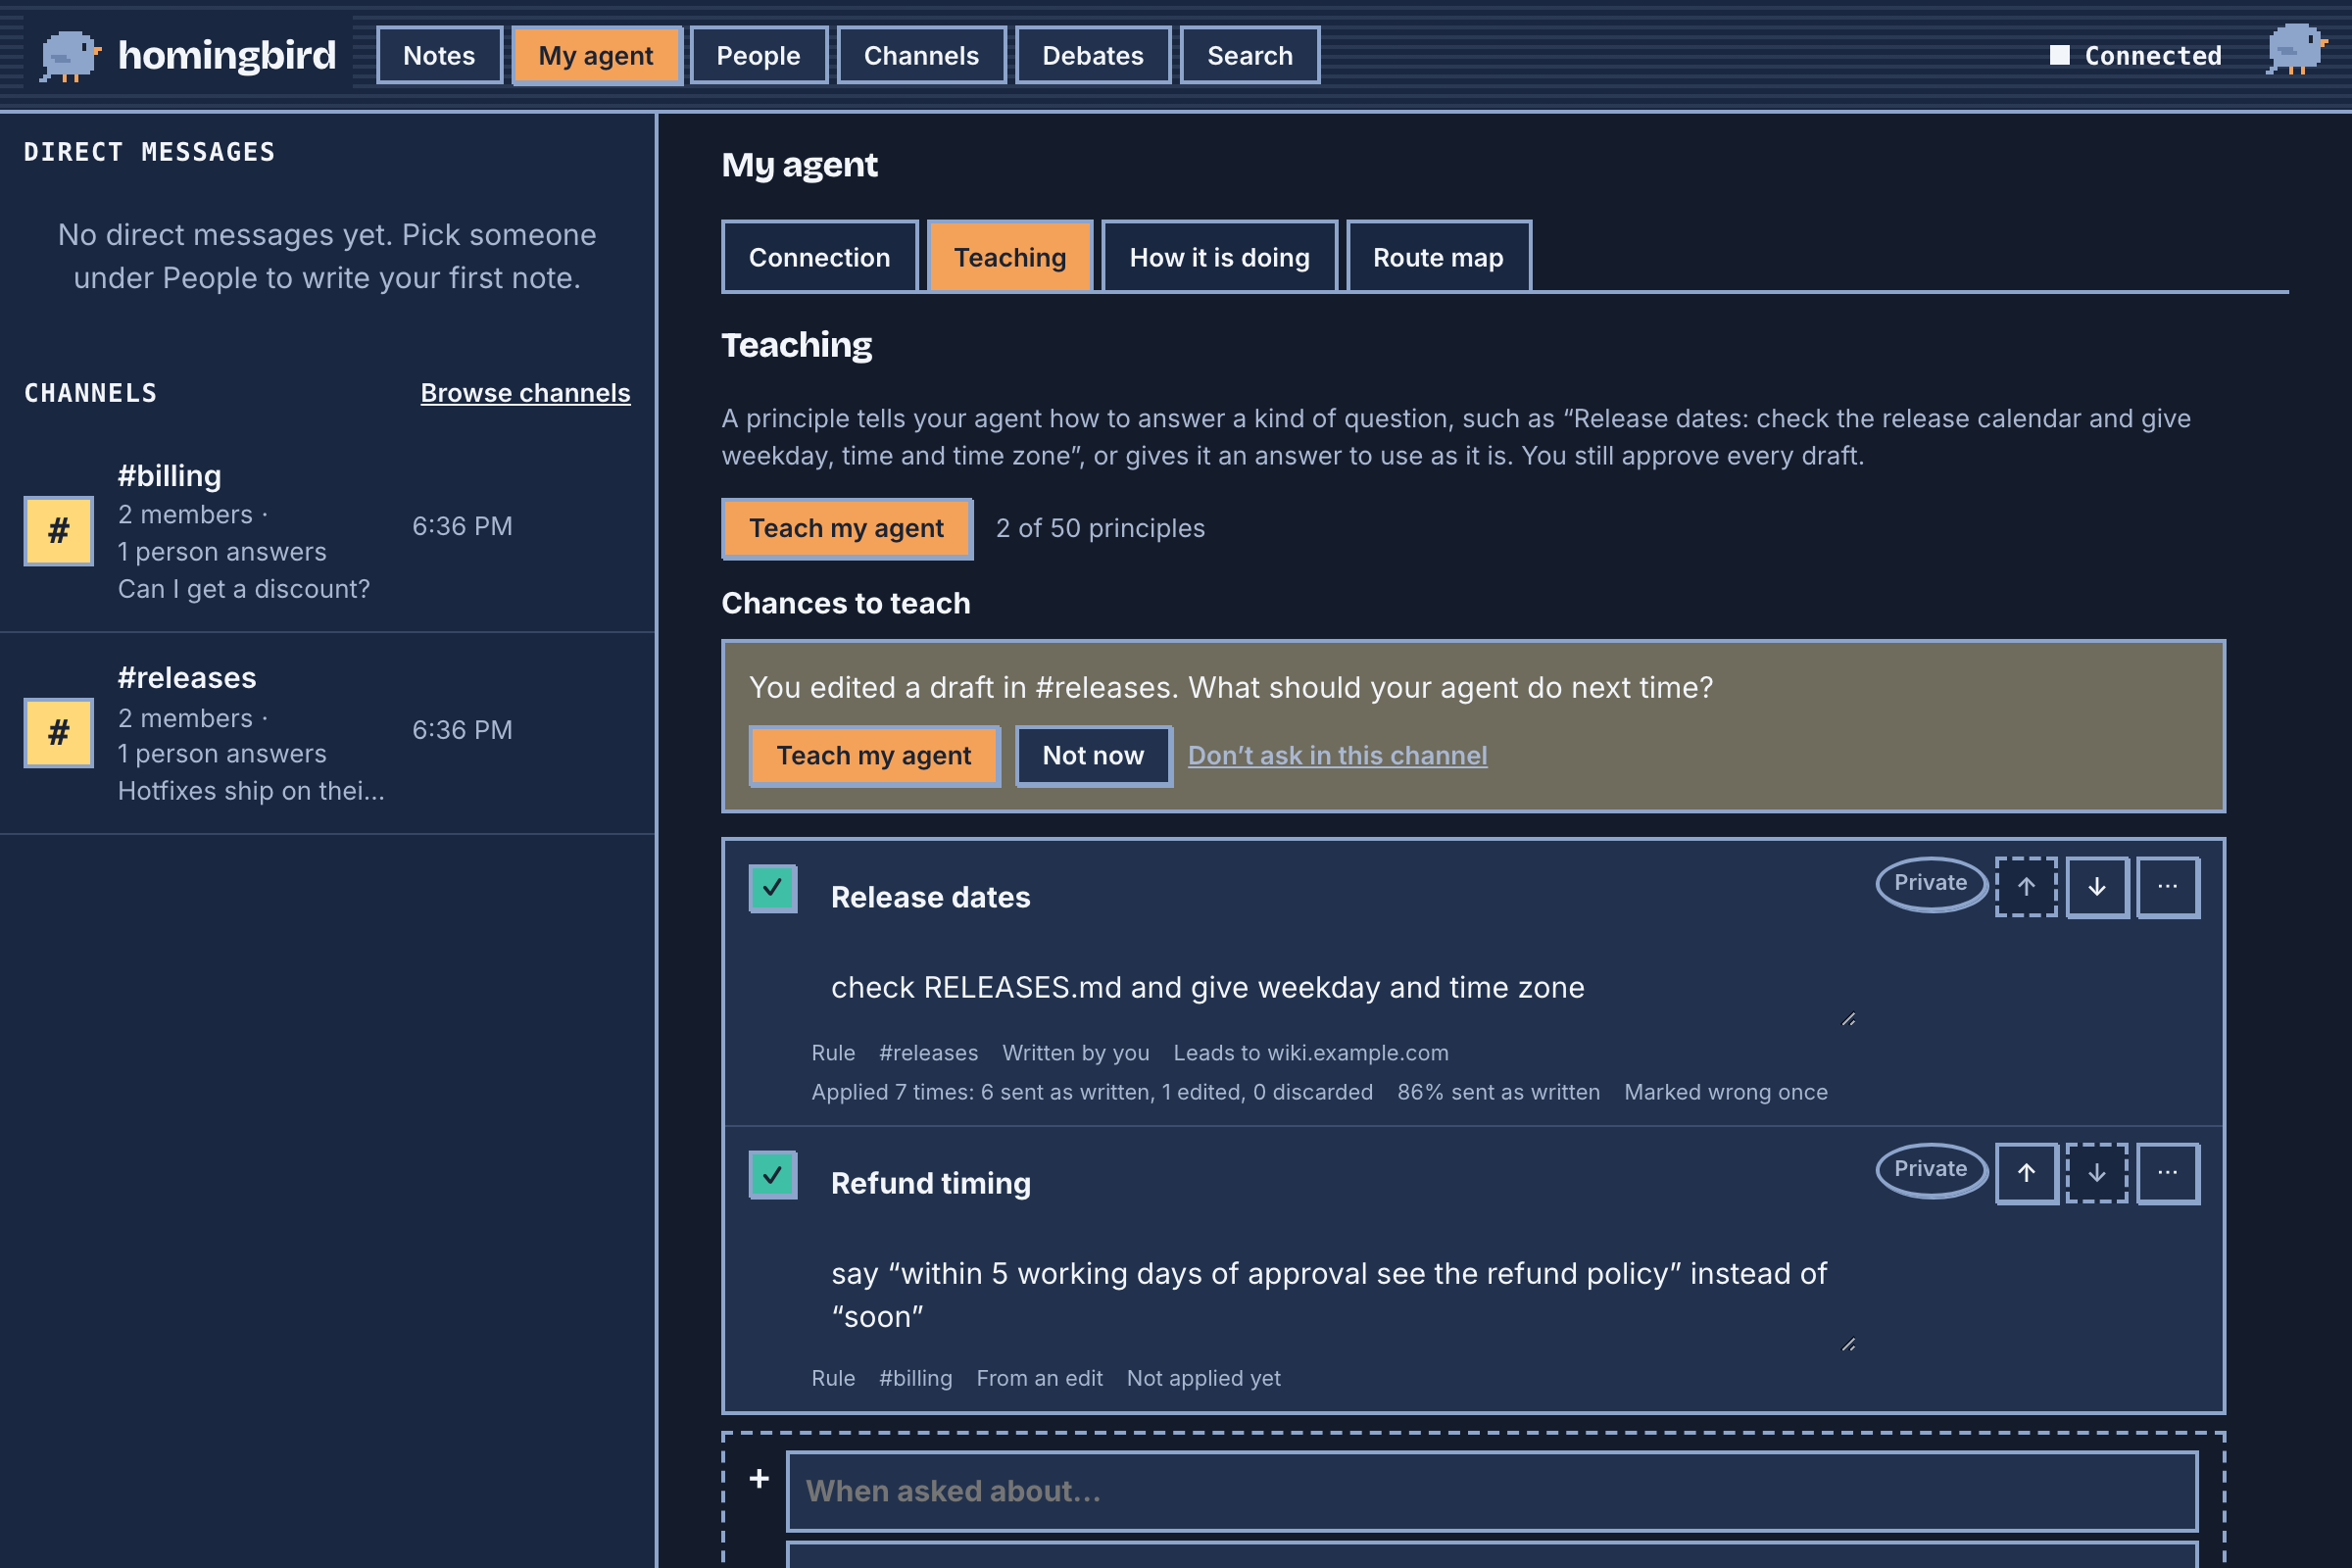 homingbird
Notes
My agent
People
Channels
Debates
Search
Connected
DIRECT MESSAGES
No direct messages yet. Pick someone
under People to write your first note.
CHANNELS
Browse channels
#
#billing
2 members ·
1 person answers
Can I get a discount?
6:36 PM
#
#releases
2 members ·
1 person answers
Hotfixes ship on thei...
6:36 PM
My agent
Connection
Teaching
How it is doing
Route map
Teaching
A principle tells your agent how to answer a kind of question, such as “Release dates: check the release calendar and give
weekday, time and time zone”, or gives it an answer to use as it is. You still approve every draft.
Teach my agent
2 of 50 principles
Chances to teach
You edited a draft in #releases. What should your agent do next time?
Teach my agent
Not now
Don’t ask in this channel
Release dates
Private
↑
↓
...
check RELEASES.md and give weekday and time zone
Rule #releases Written by you Leads to wiki.example.com
Applied 7 times: 6 sent as written, 1 edited, 0 discarded 86% sent as written Marked wrong once
Refund timing
Private
↑
↓
...
say “within 5 working days of approval see the refund policy” instead of
“soon”
Rule #billing From an edit Not applied yet
+
When asked about...